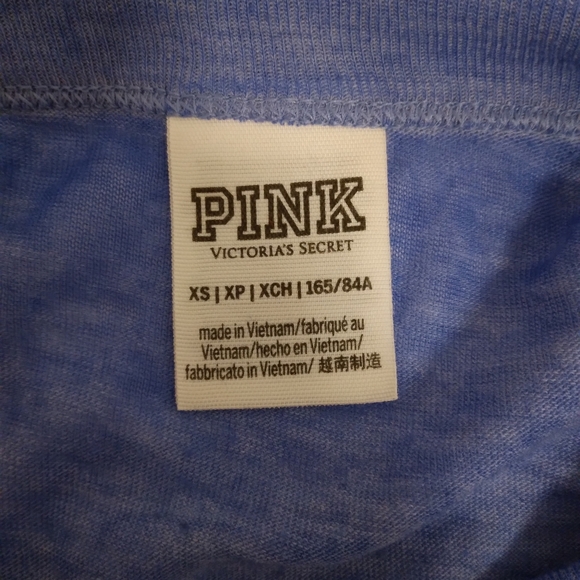 PINK
VICTORIA'S SECRET
XS | XP | XCH | 165/84A
made in Vietnam/fabriqué au
Vietnam/hecho en Vietnam/
fabbricato in Vietnam/ 越南制造